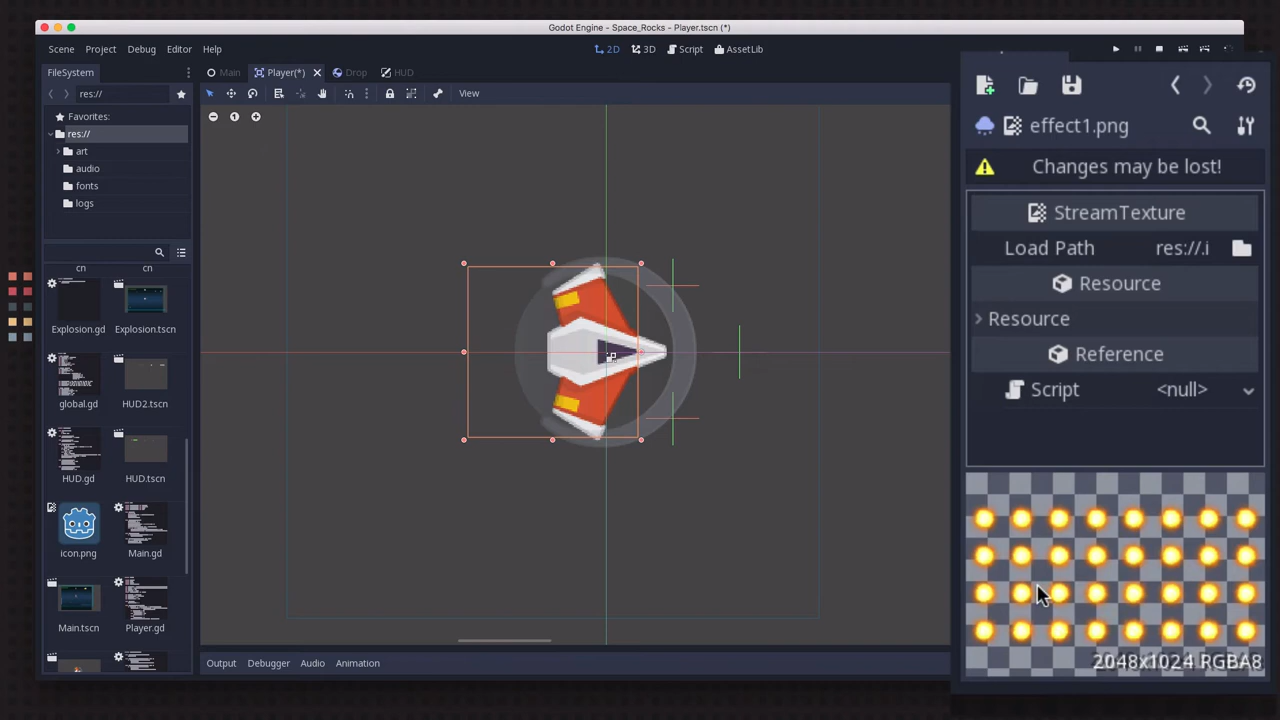 Godot Engine - Space_Rocks - Player.tscn (*)
Scene Project Debug Editor Help
2D 3D Script AssetLib
FileSystem
Main Player(*) Drop HUD
res://
View
Favorites:
res://
art
audio
fonts
logs
cn cn
Explosion.gd Explosion.tscn
global.gd HUD2.tscn
HUD.gd HUD.tscn
icon.png Main.gd
Main.tscn Player.gd
Output Debugger Audio Animation
effect1.png
Changes may be lost!
StreamTexture
Load Path res://.i
Resource
Resource
Reference
Script <null>
2048x1024 RGBA8